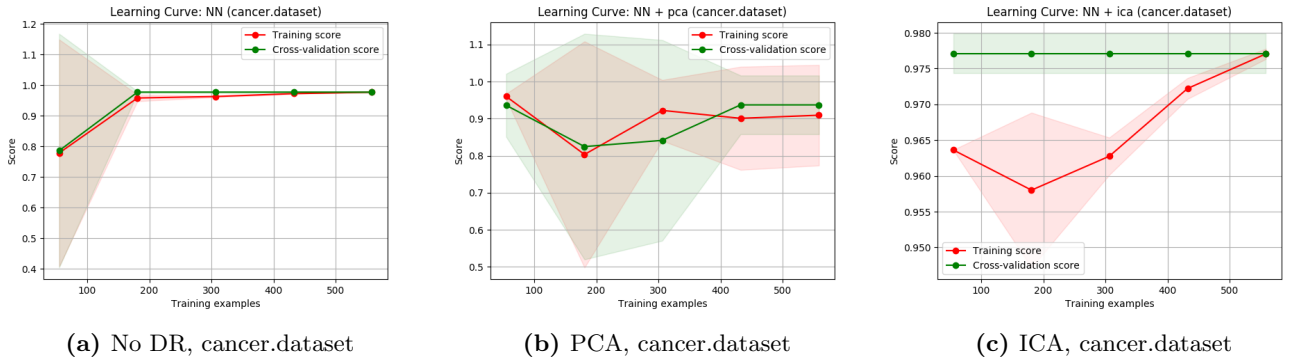 Learning Curve: NN (cancer.dataset)
1.2
1.1
1.0
0.9
0.8
0.7
0.6
0.5
0.4
Score
Training score
Cross-validation score
100
200
300
400
500
Training examples
(a) No DR, cancer.dataset
Learning Curve: NN + pca (cancer.dataset)
1.1
1.0
0.9
0.8
0.7
0.6
0.5
Score
Training score
Cross-validation score
100
200
300
400
500
Training examples
(b) PCA, cancer.dataset
Learning Curve: NN + ica (cancer.dataset)
0.980
0.975
0.970
0.965
0.960
0.955
0.950
Score
Training score
Cross-validation score
100
200
300
400
500
Training examples
(c) ICA, cancer.dataset